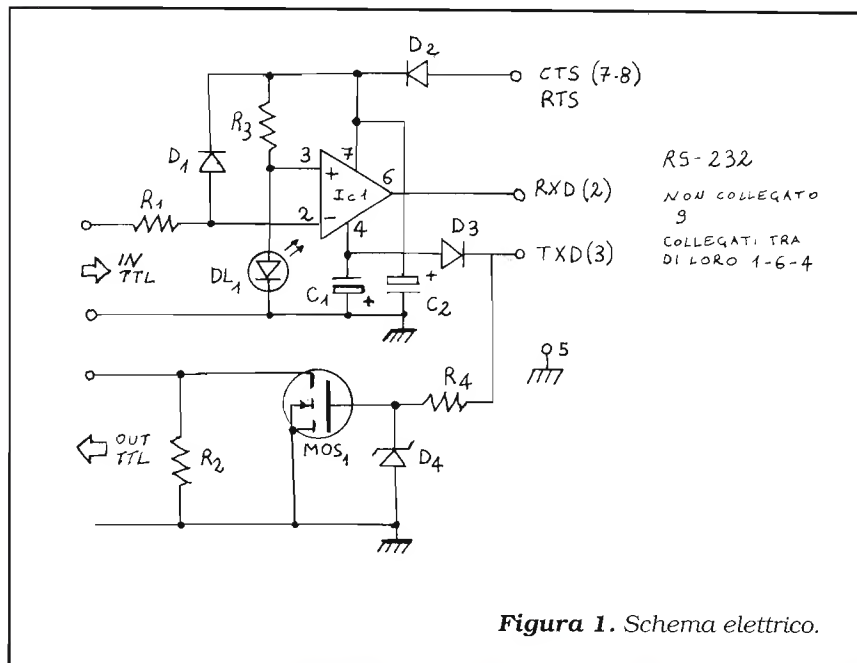 D2
CTS (7-8)
RTS
R3
D1
3
7
+
Ic1
6
RXD (2)
RS-232
NON COLLEGATO
9
COLLEGATI TRA
DI LORO 1-6-4
R1
2
-
4
D3
TXD (3)
IN
TTL
DL1
C1
+
+
C2
5
R4
OUT
TTL
R2
MOS1
D4
Figura 1. Schema elettrico.